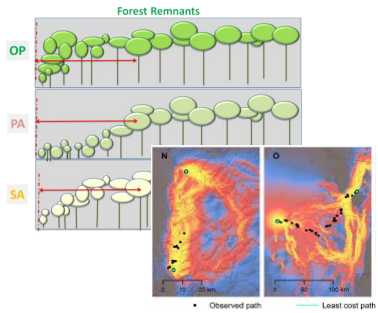 Forest Remnants
OP
PA
SA
N
O
0 10 20 km
0 50 100 km
Observed path
Least cost path